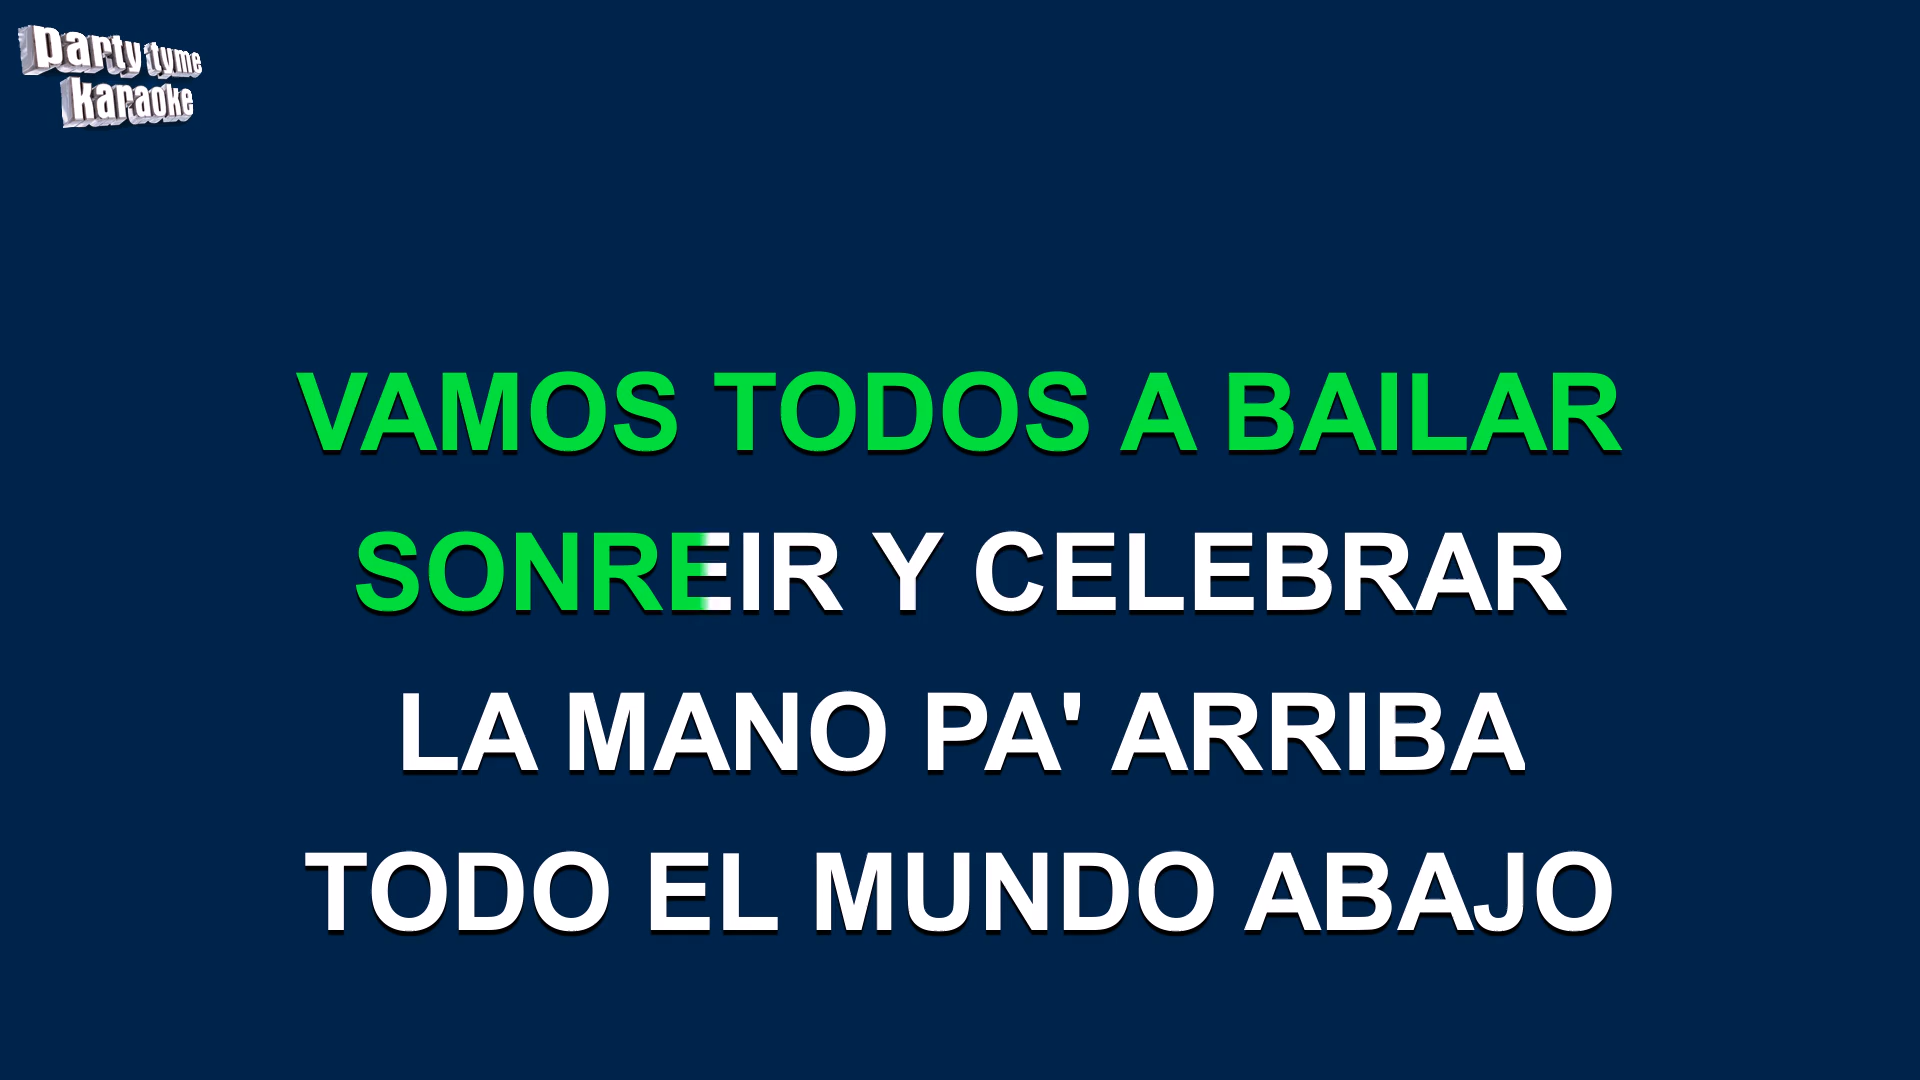 party tyme
karaoke
VAMOS TODOS A BAILAR
SONREIR Y CELEBRAR
LA MANO PA' ARRIBA
TODO EL MUNDO ABAJO